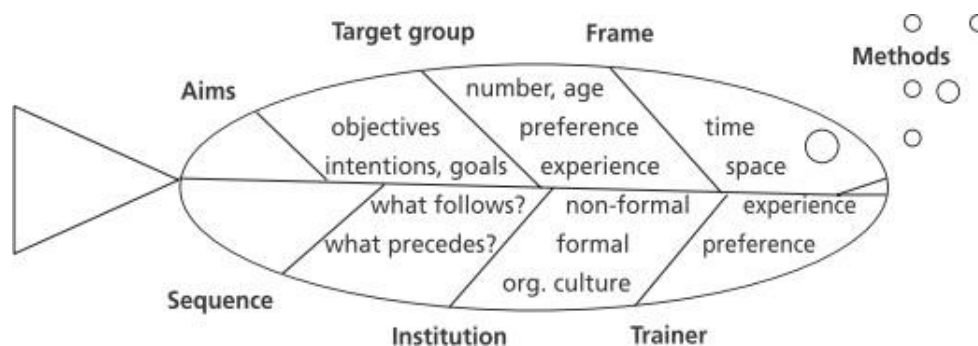 Target group
Frame
Methods
Aims
number, age
objectives
preference
time
intentions, goals
experience
space
what follows?
non-formal
experience
what precedes?
formal
preference
org. culture
Sequence
Institution
Trainer